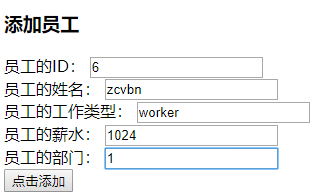 添加员工
员工的ID： 6
员工的姓名： zcvbn
员工的工作类型： worker
员工的薪水： 1024
员工的部门： 1
点击添加